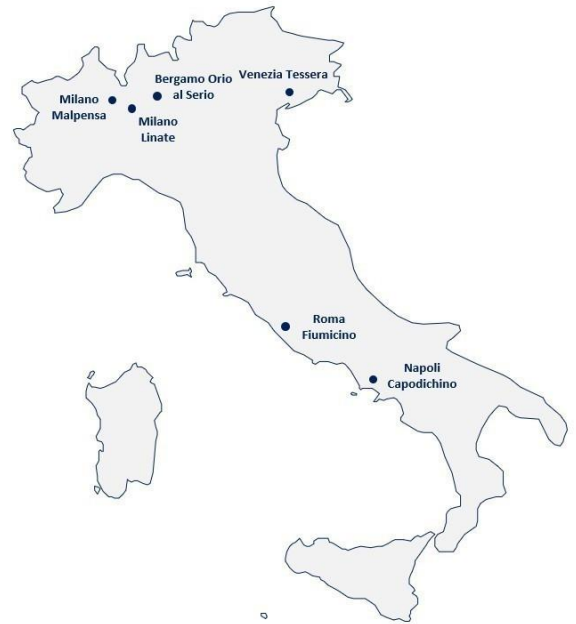 Bergamo Orio
al Serio
Venezia Tessera
Milano
Malpensa
Milano
Linate
Roma
Fiumicino
Napoli
Capodichino